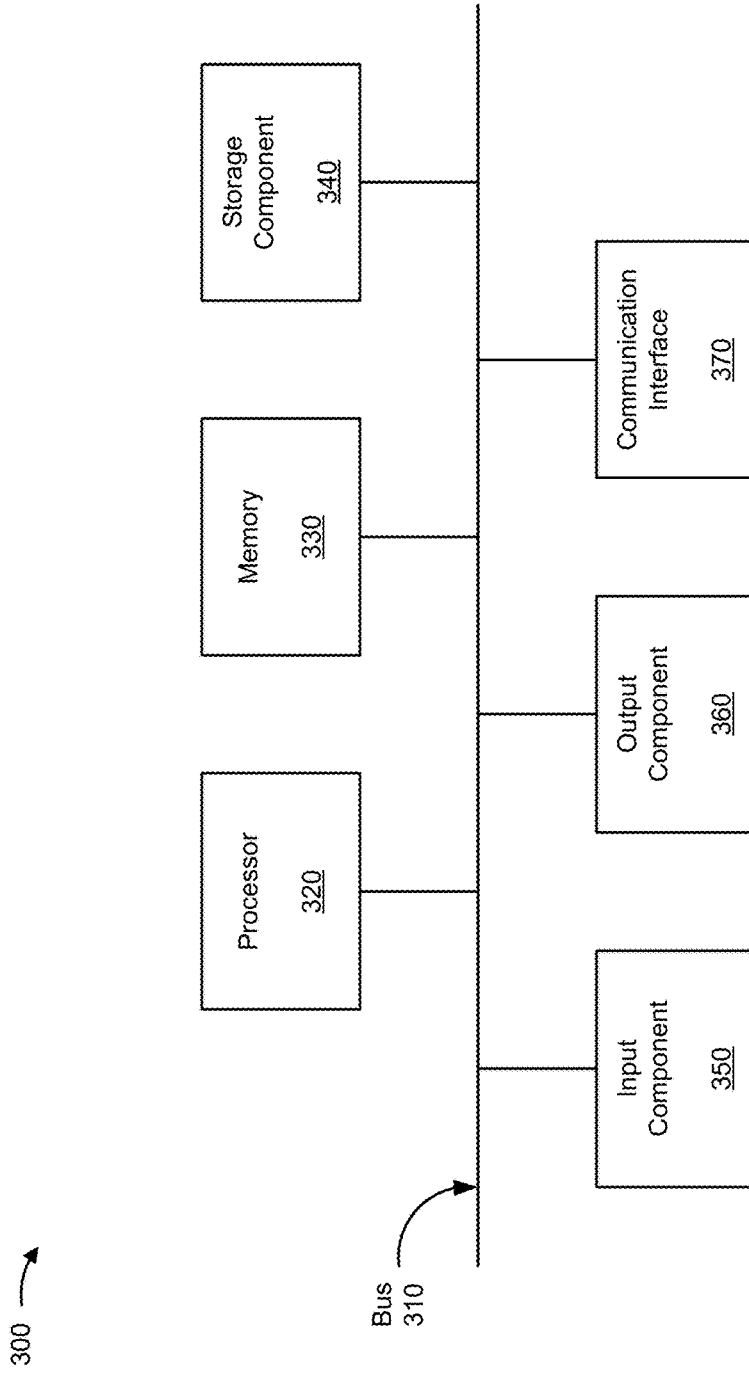 300
Bus
310
Processor
320
Memory
330
Storage
Component
340
Input
Component
350
Output
Component
360
Communication
Interface
370